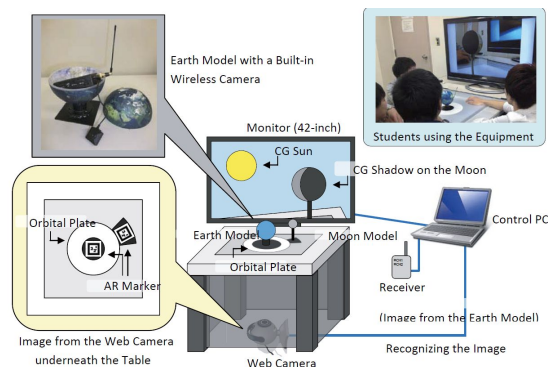 Earth Model with a Built-in
Wireless Camera
Monitor (42-inch)
Students using the Equipment
CG Sun
CG Shadow on the Moon
Orbital Plate
AR Marker
Earth Model
Moon Model
Orbital Plate
Control PC
Receiver
(Image from the Earth Model)
Image from the Web Camera
underneath the Table
Recognizing the Image
Web Camera